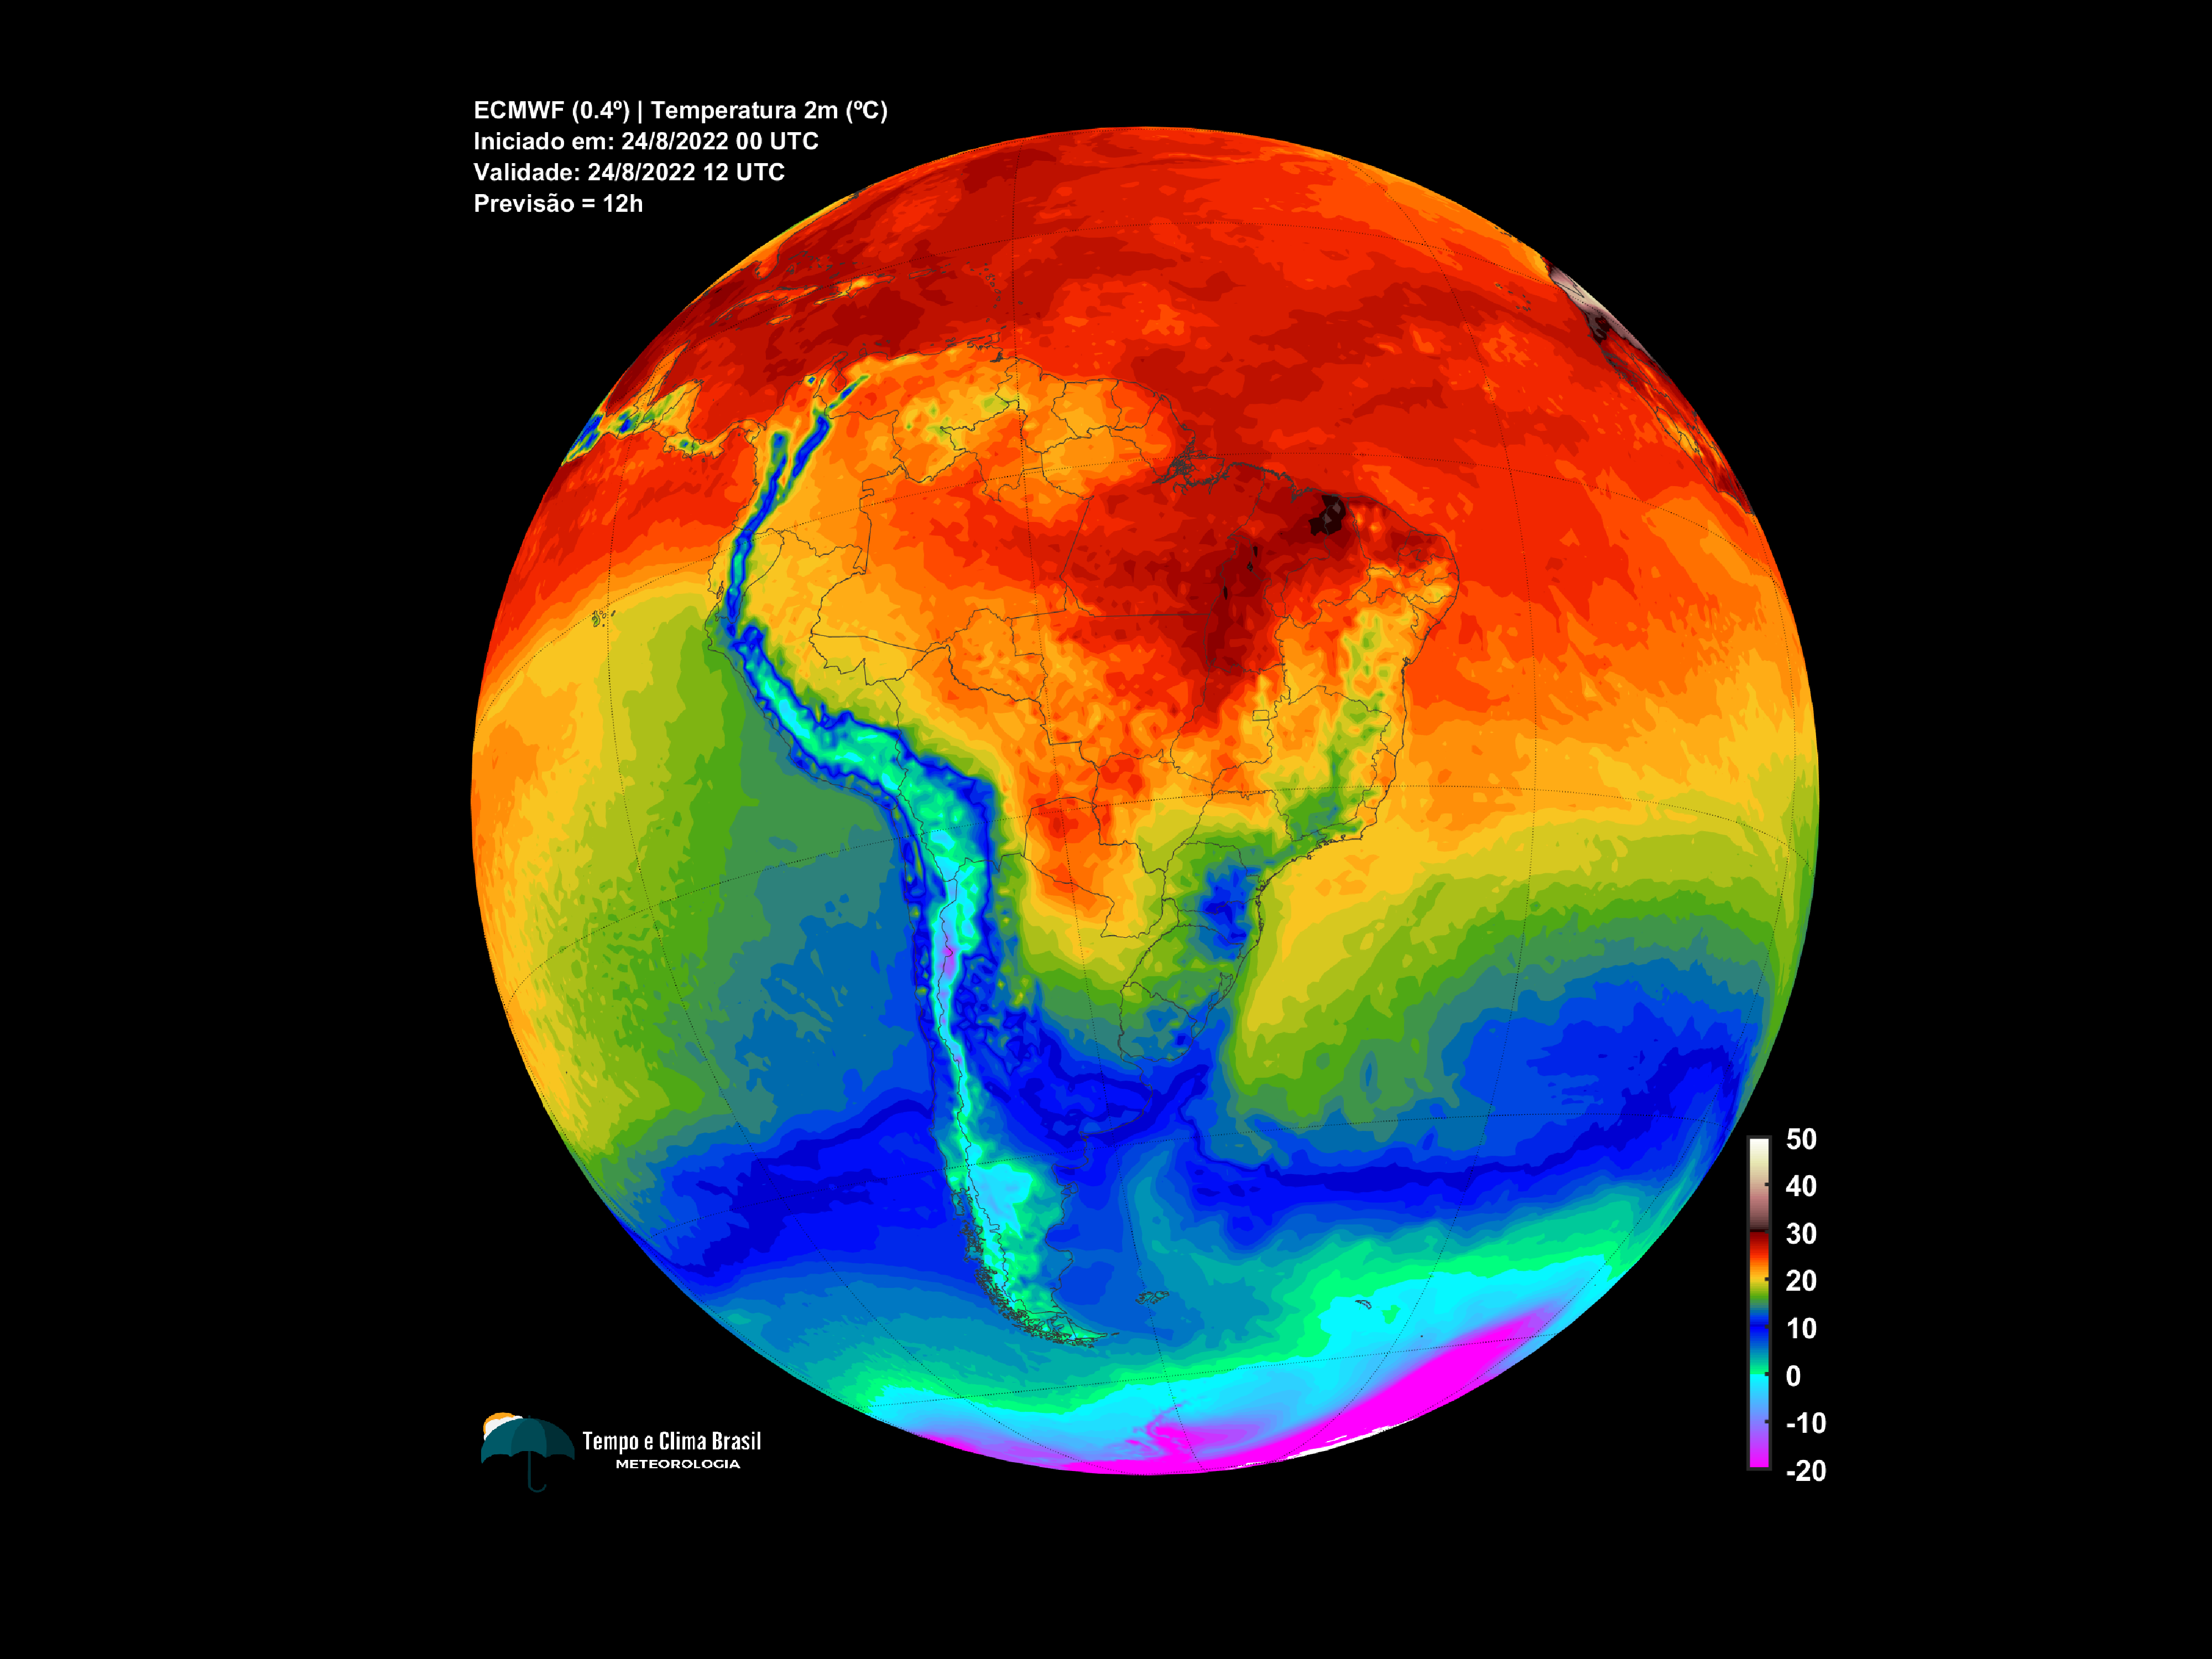 ECMWF (0.4º) | Temperatura 2m (ºC)
Iniciado em: 24/8/2022 00 UTC
Validade: 24/8/2022 12 UTC
Previsão = 12h
50
40
30
20
10
0
-10
-20
Tempo e Clima Brasil
METEOROLOGIA